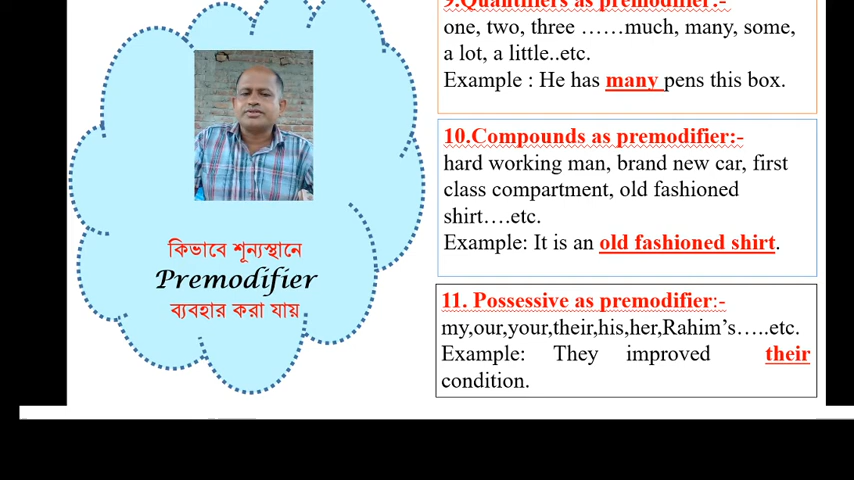 কিভাবে শূন্যস্থানে
Premodifier
ব্যবহার করা যায়
9.Quantifiers as premodifier:-
one, two, three ……much, many, some,
a lot, a little..etc.
Example : He has many pens this box.
10.Compounds as premodifier:-
hard working man, brand new car, first
class compartment, old fashioned
shirt….etc.
Example: It is an old fashioned shirt.
11. Possessive as premodifier:-
my,our,your,their,his,her,Rahim’s…..etc.
Example: They improved their
condition.